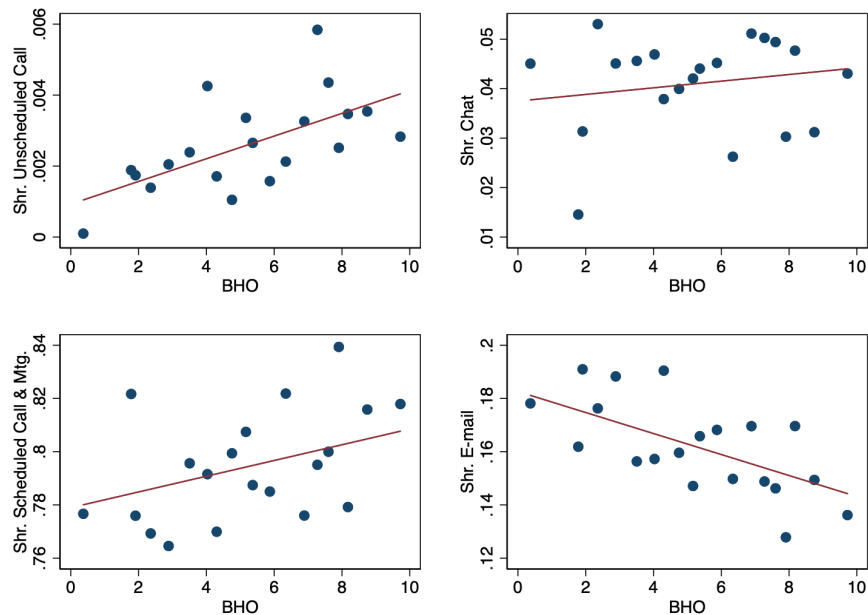 Shr. Unscheduled Call
.006
.004
.002
0
0 2 4 6 8 10
BHO
Shr. Chat
.05
.04
.03
.02
.01
0 2 4 6 8 10
BHO
Shr. Scheduled Call & Mtg.
.84
.82
.8
.78
.76
0 2 4 6 8 10
BHO
Shr. E-mail
.2
.18
.16
.14
.12
0 2 4 6 8 10
BHO